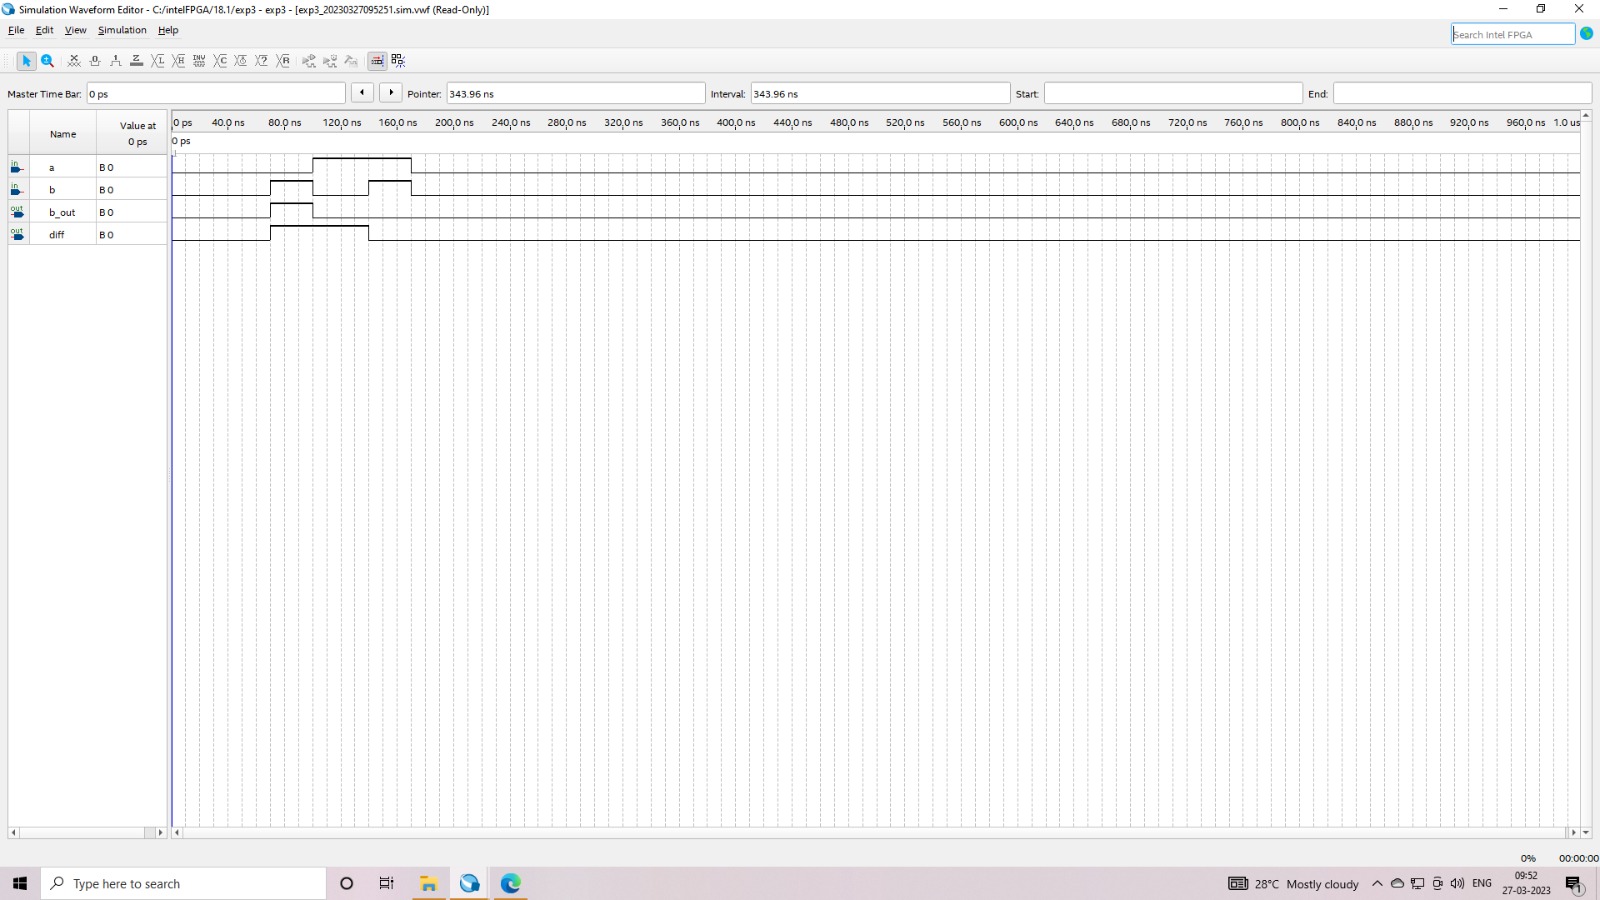 Simulation Waveform Editor - C:/intelFPGA/18.1/exp3 - exp3 - [exp3_20230327095251.sim.vwf (Read-Only)]
File Edit View Simulation Help
Search Intel FPGA
Master Time Bar: 0 ps Pointer: 343.96 ns Interval: 343.96 ns Start: End:
Name Value at 0 ps
0 ps 40.0 ns 80.0 ns 120.0 ns 160.0 ns 200.0 ns 240.0 ns 280.0 ns 320.0 ns 360.0 ns 400.0 ns 440.0 ns 480.0 ns 520.0 ns 560.0 ns 600.0 ns 640.0 ns 680.0 ns 720.0 ns 760.0 ns 800.0 ns 840.0 ns 880.0 ns 920.0 ns 960.0 ns 1.0 us
0 ps
in a B 0
in b B 0
out b_out B 0
out diff B 0
0% 00:00:00
Type here to search
28°C Mostly cloudy ENG 09:52
27-03-2023 1